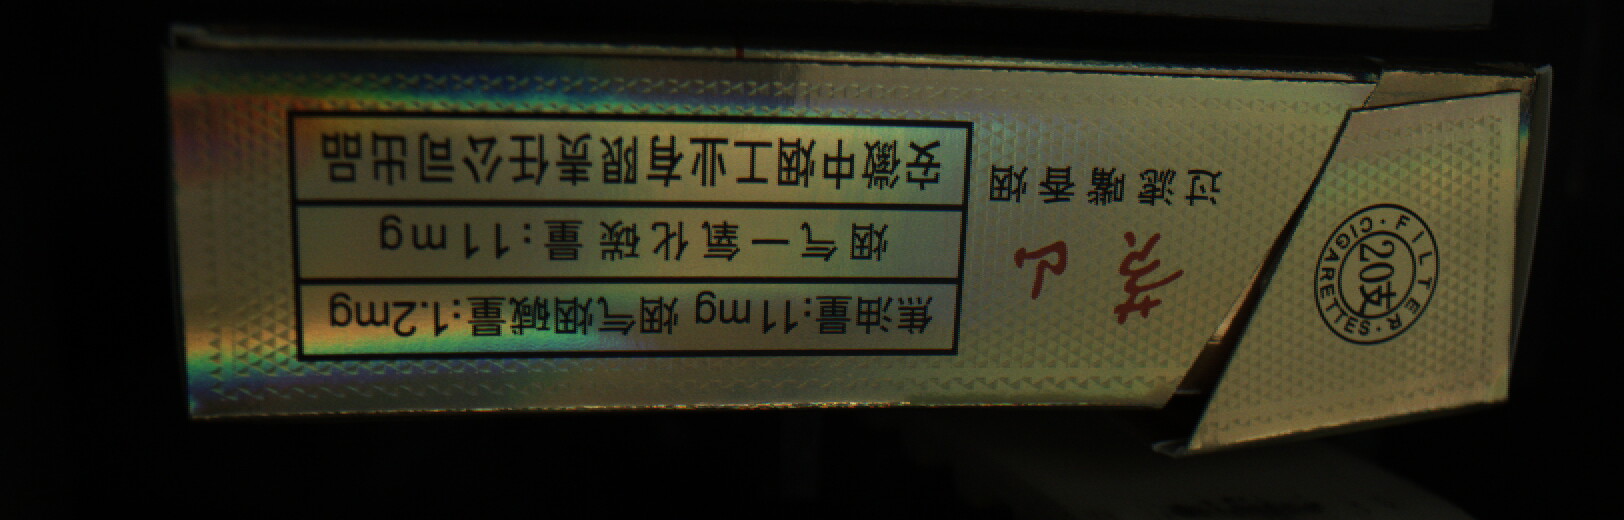 FILTER·CIGARETTES·
20支
黄山
过滤嘴香烟
焦油量:11mg 烟气烟碱量:1.2mg
烟气一氧化碳量:11mg
安徽中烟工业有限责任公司出品